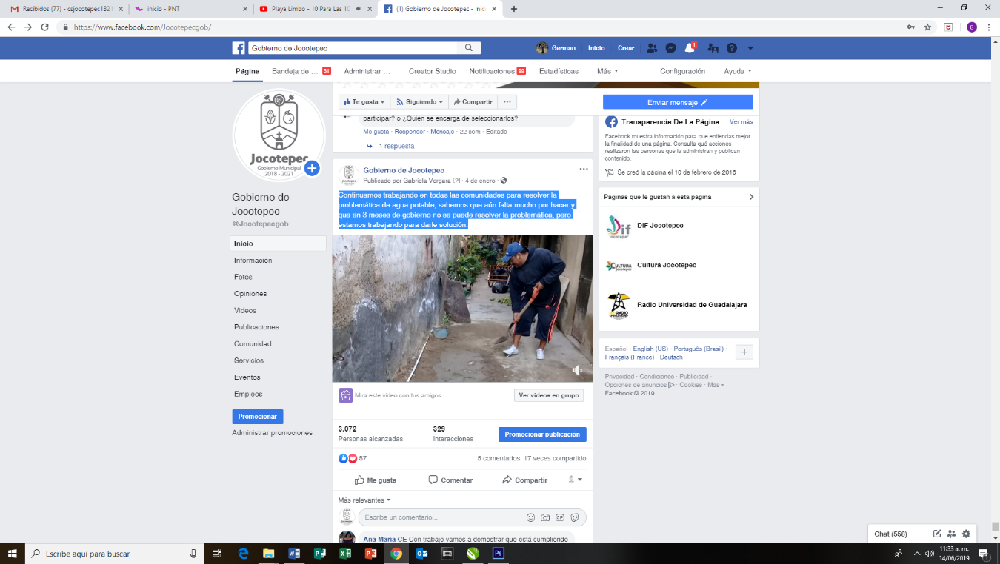 Recibidos (77) - csjocotepec1821
inicio - PNT
Playa Limbo - 10 Para Las 10
(1) Gobierno de Jocotepec - Inic
https://www.facebook.com/Jocotepecgob/
G
Gobierno de Jocotepec
German
Inicio
Crear
1
Página
Bandeja de ... 31
Administrar ...
Creator Studio
Notificaciones 99
Estadísticas
Más
Configuración
Ayuda
Te gusta
Siguiendo
Compartir
Enviar mensaje
Jocotepec
Gobierno Municipal
2018 - 2021
Gobierno de
Jocotepec
@Jocotepecgob
Inicio
Información
Fotos
Opiniones
Videos
Publicaciones
Comunidad
Servicios
Eventos
Empleos
Promocionar
Administrar promociones
participar? o ¿Quién se encarga de seleccionarlos?
Me gusta · Responder · Mensaje · 22 sem · Editado
1 respuesta
Gobierno de Jocotepec
Publicado por Gabriela Vergara [?] · 4 de enero ·
Continuamos trabajando en todas las comunidades para resolver la
problemática de agua potable, sabemos que aún falta mucho por hacer y
que en 3 meses de gobierno no se puede resolver la problemática, pero
estamos trabajando para darle solución.
Mira este video con tus amigos
Ver videos en grupo
3.072
Personas alcanzadas
329
Interacciones
Promocionar publicación
57
5 comentarios 17 veces compartido
Me gusta
Comentar
Compartir
Más relevantes
Escribe un comentario...
GIF
Ana María CE Con trabajo vamos a demostrar que está cumpliendo
Transparencia De La Página
Ver más
Facebook muestra información para que entiendas mejor
la finalidad de una página. Consulta qué acciones
realizaron las personas que la administran y publican
contenido.
Se creó la página el 10 de febrero de 2016
Páginas que le gustan a esta página
DIF Jocotepec
Cultura Jocotepec
Radio Universidad de Guadalajara
Español · English (US) · Português (Brasil) ·
Français (France) · Deutsch
Privacidad · Condiciones · Publicidad ·
Opciones de anuncios · Cookies · Más
Facebook © 2019
Chat (558)
Escribe aquí para buscar
11:33 a. m.
14/06/2019
1